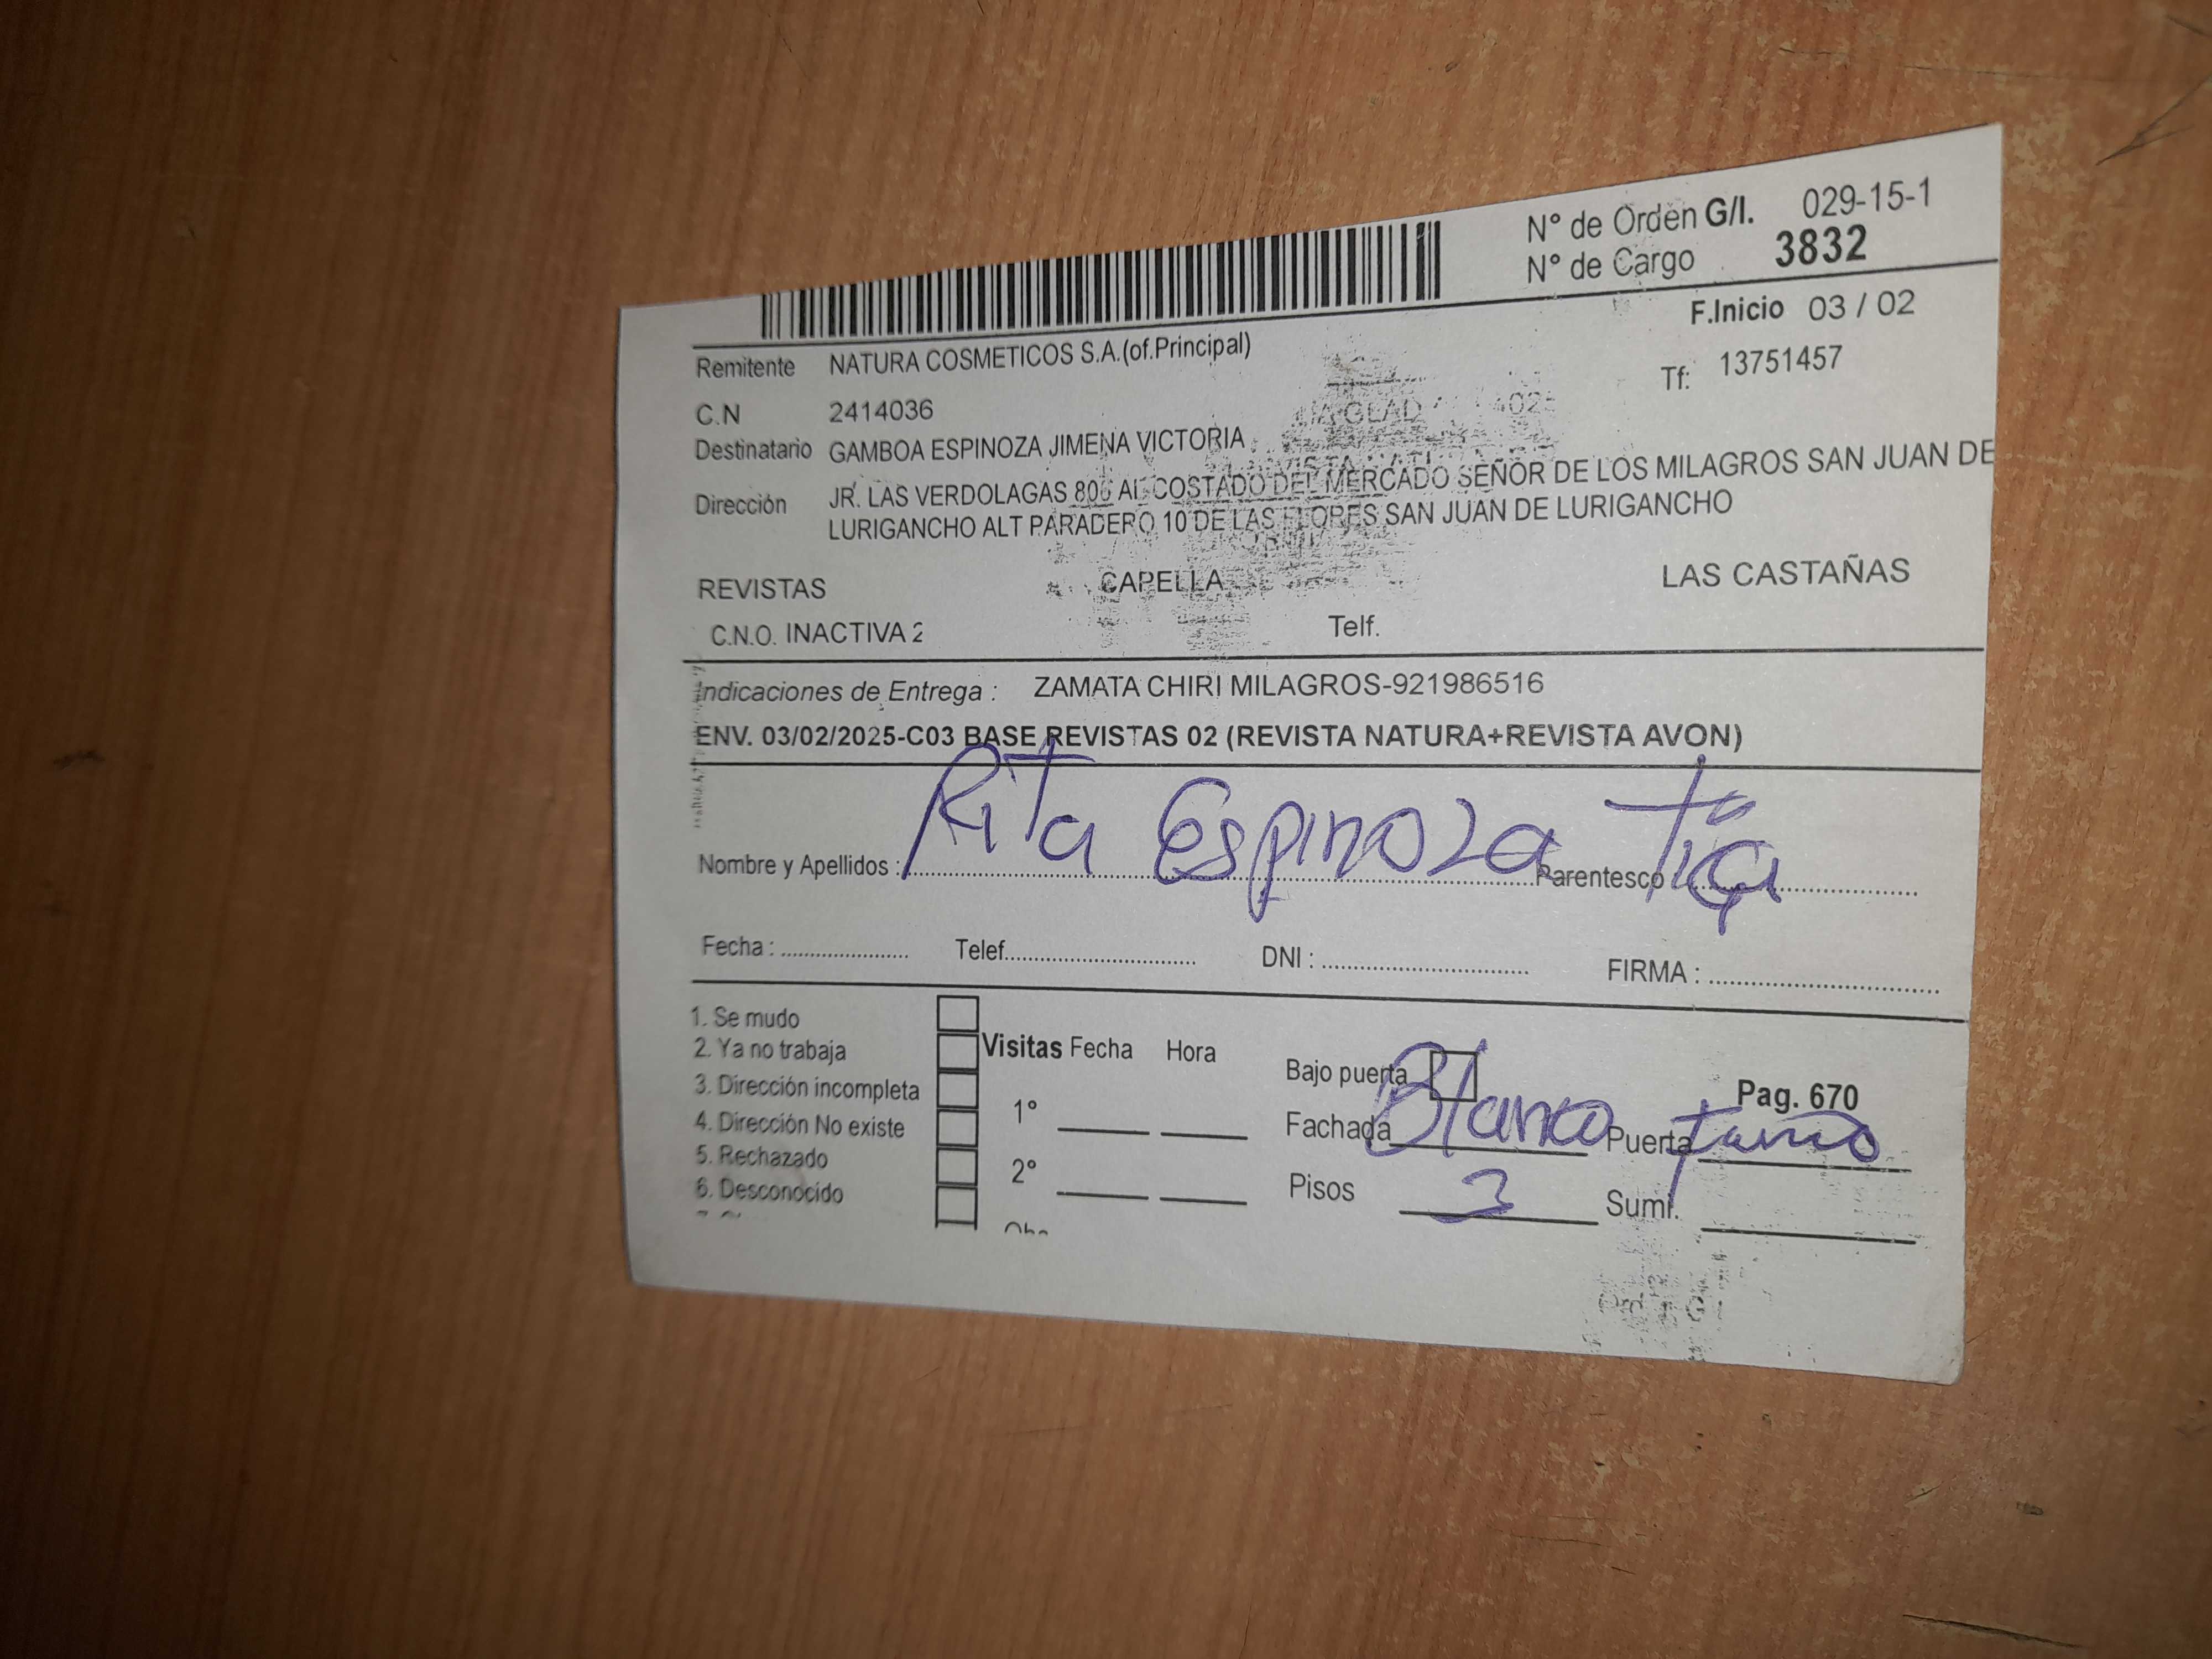 N° de Orden G/I. 029-15-1
N° de Cargo 3832
F.Inicio 03 / 02
Remitente NATURA COSMETICOS S.A.(of.Principal)
Tf: 13751457
C.N 2414036
Destinatario GAMBOA ESPINOZA JIMENA VICTORIA
Dirección JR. LAS VERDOLAGAS 806 AL COSTADO DEL MERCADO SEÑOR DE LOS MILAGROS SAN JUAN DE
LURIGANCHO ALT PARADERO 10 DE LAS FLORES SAN JUAN DE LURIGANCHO
REVISTAS CAPELLA LAS CASTAÑAS
C.N.O. INACTIVA 2 Telf.
Indicaciones de Entrega : ZAMATA CHIRI MILAGROS-921986516
ENV. 03/02/2025-C03 BASE REVISTAS 02 (REVISTA NATURA+REVISTA AVON)
Nombre y Apellidos : Rita Espinoza Parentesco Tia
Fecha : Telef. DNI : FIRMA :
1. Se mudo
2. Ya no trabaja
3. Dirección incompleta
4. Dirección No existe
5. Rechazado
6. Desconocido
Visitas Fecha Hora
1°
2°
Bajo puerta Pag. 670
Fachada Blanco Puerta
Pisos 3 Sumi.